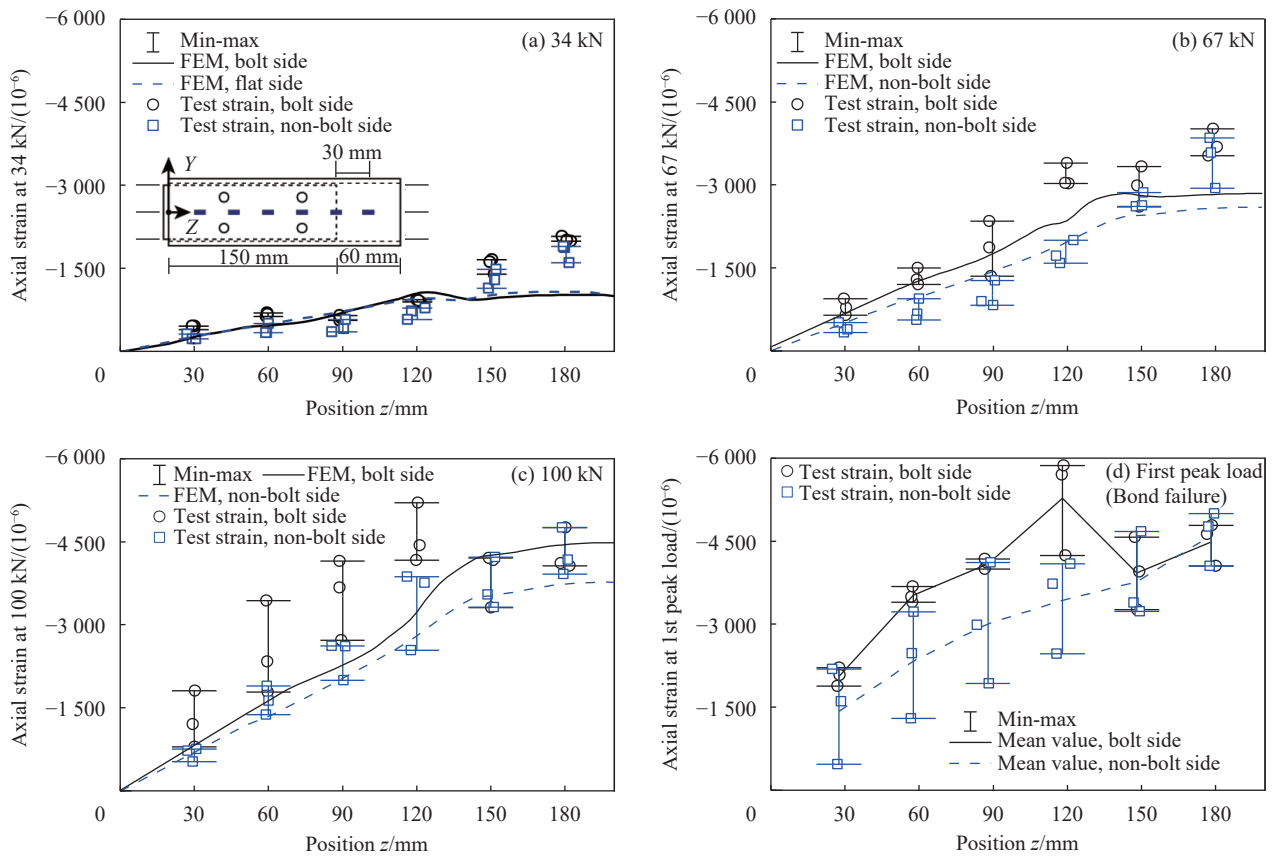 (a) 34 kN
Min-max
FEM, bolt side
FEM, flat side
Test strain, bolt side
Test strain, non-bolt side
30 mm
Y
Z
150 mm
60 mm
Axial strain at 34 kN/(10⁻⁶)
−6 000
−4 500
−3 000
−1 500
0
30
60
90
120
150
180
Position z/mm
(b) 67 kN
Min-max
FEM, bolt side
FEM, non-bolt side
Test strain, bolt side
Test strain, non-bolt side
Axial strain at 67 kN/(10⁻⁶)
−6 000
−4 500
−3 000
−1 500
0
30
60
90
120
150
180
Position z/mm
(c) 100 kN
Min-max
FEM, bolt side
FEM, non-bolt side
Test strain, bolt side
Test strain, non-bolt side
Axial strain at 100 kN/(10⁻⁶)
−6 000
−4 500
−3 000
−1 500
0
30
60
90
120
150
180
Position z/mm
(d) First peak load
(Bond failure)
Test strain, bolt side
Test strain, non-bolt side
Min-max
Mean value, bolt side
Mean value, non-bolt side
Axial strain at 1st peak load/(10⁻⁶)
−6 000
−4 500
−3 000
−1 500
0
30
60
90
120
150
180
Position z/mm